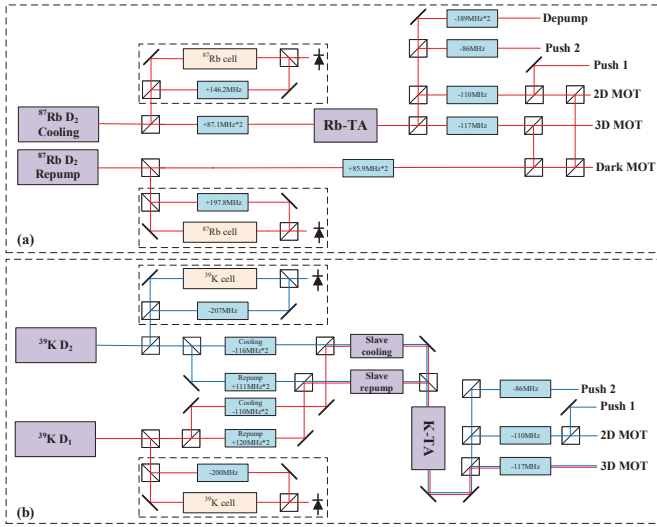 -189MHz*2 Depump
-86MHz Push 2
Push 1
⁸⁷Rb cell
+146.2MHz
-110MHz 2D MOT
⁸⁷Rb D₂
Cooling
+87.1MHz*2 Rb-TA -117MHz 3D MOT
⁸⁷Rb D₂
Repump
+85.9MHz*2 Dark MOT
+197.8MHz
⁸⁷Rb cell
(a)
³⁹K cell
-207MHz
³⁹K D₂
Cooling
-116MHz*2
Slave
cooling
Repump
+111MHz*2
Slave
repump
Cooling
-110MHz*2
³⁹K D₁
Repump
+120MHz*2
K-TA
-86MHz Push 2
Push 1
-110MHz 2D MOT
-117MHz 3D MOT
-200MHz
³⁹K cell
(b)